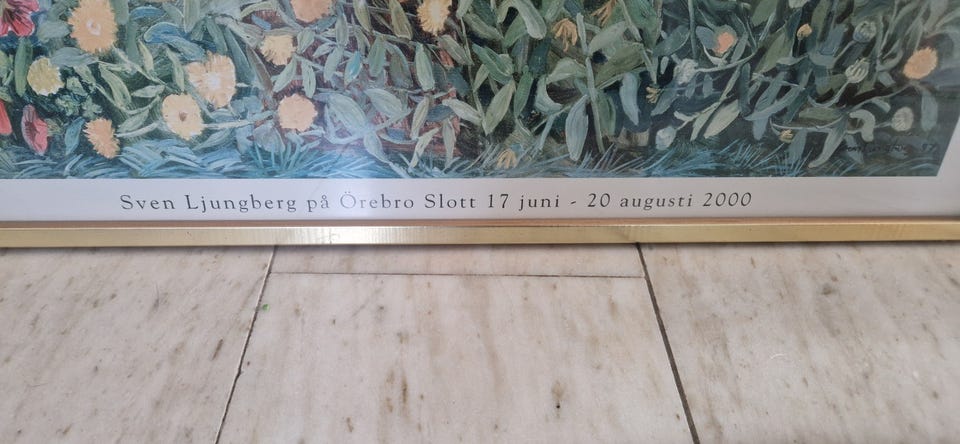 Sven Ljungberg på Örebro Slott 17 juni - 20 augusti 2000